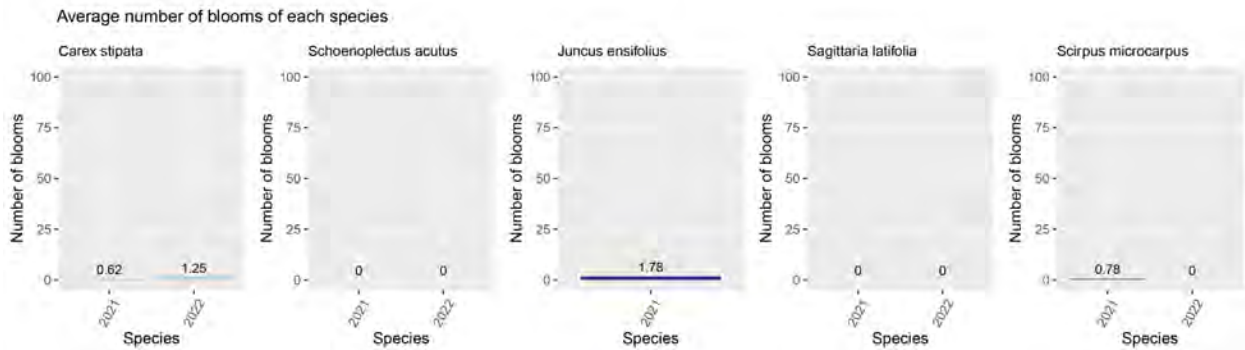 Average number of blooms of each species
Carex stipata
Schoenoplectus acutus
Juncus ensifolius
Sagittaria latifolia
Scirpus microcarpus
Number of blooms
100
75
50
25
0
0.62
1.25
2021
2022
Species
Number of blooms
100
75
50
25
0
0
0
2021
2022
Species
Number of blooms
100
75
50
25
0
1.78
2021
Species
Number of blooms
100
75
50
25
0
0
0
2021
2022
Species
Number of blooms
100
75
50
25
0
0.78
0
2021
2022
Species